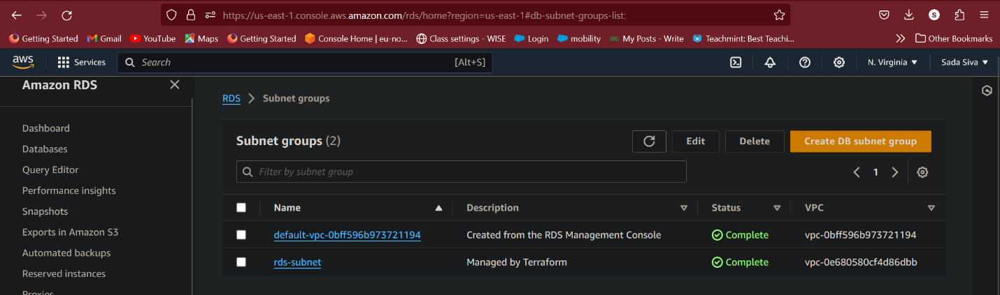 https://us-east-1.console.aws.amazon.com/rds/home?region=us-east-1#db-subnet-groups-list:
S
Getting Started Gmail YouTube Maps Getting Started Console Home | eu-no... Class settings - WISE Login mobility My Posts - Write Teachmint: Best Teachi... Other Bookmarks
aws Services Search [Alt+S] N. Virginia Sada Siva
Amazon RDS
Dashboard
Databases
Query Editor
Performance insights
Snapshots
Exports in Amazon S3
Automated backups
Reserved instances
Proxies
RDS > Subnet groups
Subnet groups (2) Edit Delete Create DB subnet group
Filter by subnet group 1
Name Description Status VPC
default-vpc-0bff596b973721194 Created from the RDS Management Console Complete vpc-0bff596b973721194
rds-subnet Managed by Terraform Complete vpc-0e680580cf4d86dbb